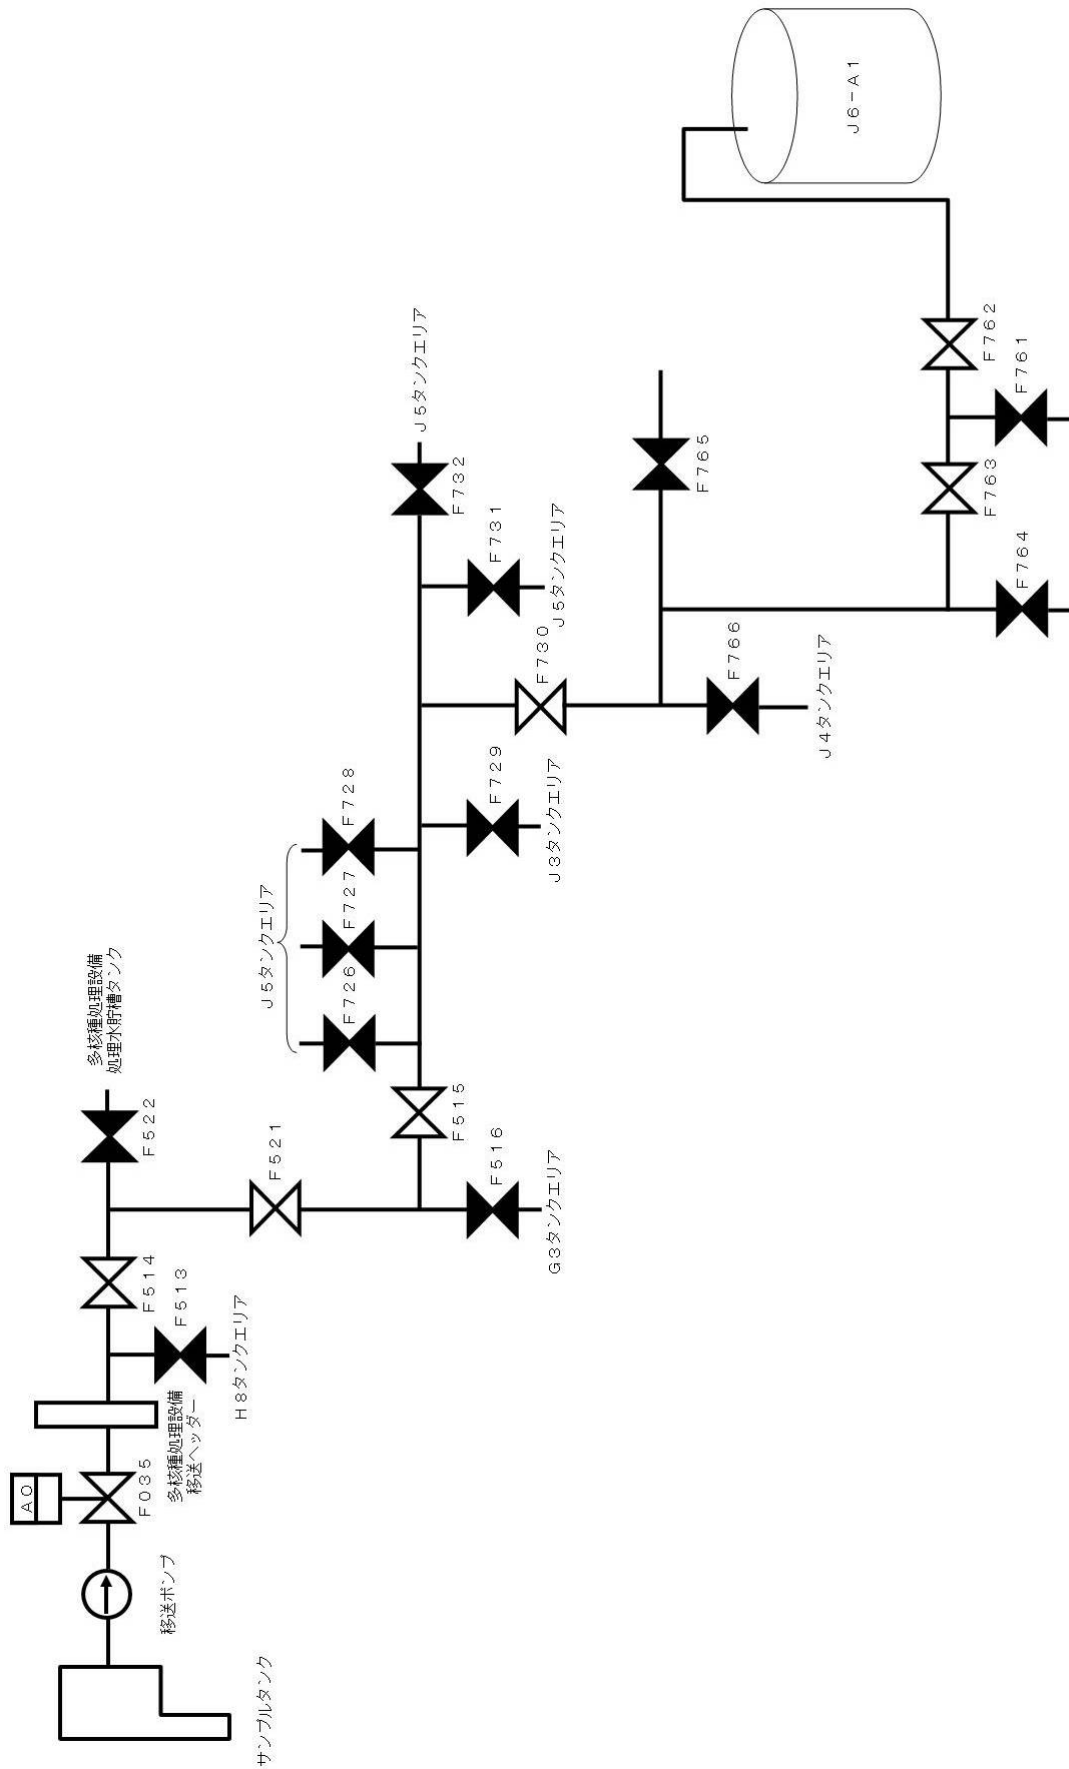 サンプルタンク
移送ポンプ
AO
F035
多核種処理設備
移送ヘッダー
F513
H8タンクエリア
F514
F522
多核種処理設備
処理水貯槽タンク
F521
F516
G3タンクエリア
F515
F726
F727
F728
J5タンクエリア
F729
J3タンクエリア
F730
F731
J5タンクエリア
F732
J5タンクエリア
F766
J4タンクエリア
F765
F764
F763
F761
F762
J6-A1